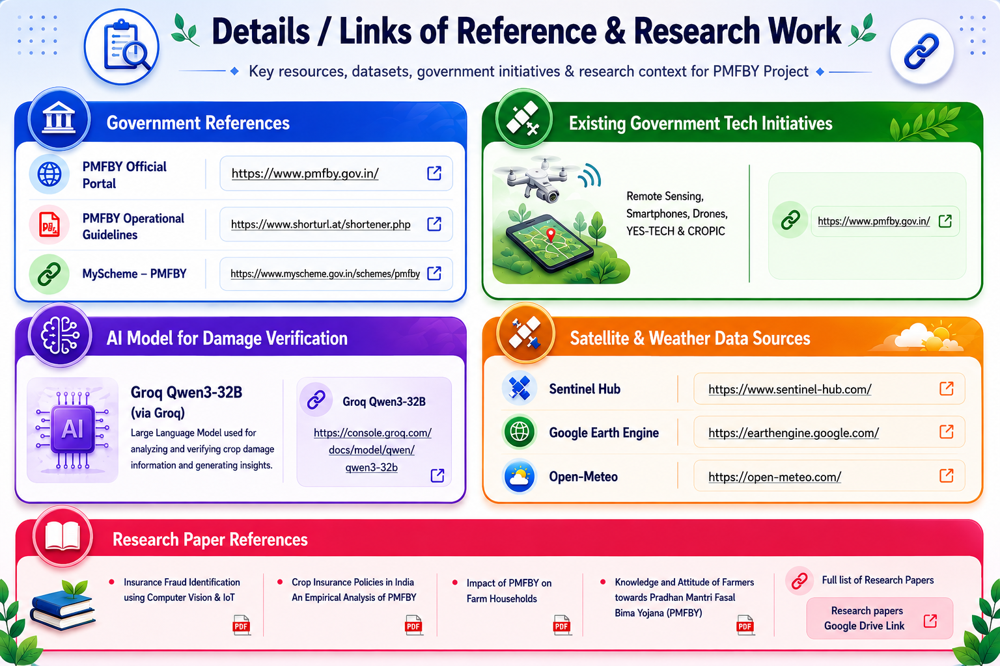 Details / Links of Reference & Research Work
Key resources, datasets, government initiatives & research context for PMFBY Project
Government References
PMFBY Official
Portal
https://www.pmfby.gov.in/
PMFBY Operational
Guidelines
https://www.shorturl.at/shortener.php
MyScheme – PMFBY
https://www.myscheme.gov.in/schemes/pmfby
Existing Government Tech Initiatives
Remote Sensing,
Smartphones, Drones,
YES-TECH & CROPIC
https://www.pmfby.gov.in/
AI Model for Damage Verification
AI
Groq Qwen3-32B
(via Groq)
Large Language Model used for
analyzing and verifying crop damage
information and generating insights.
Groq Qwen3-32B
https://console.groq.com/
docs/model/qwen/
qwen3-32b
Satellite & Weather Data Sources
Sentinel Hub
https://www.sentinel-hub.com/
Google Earth Engine
https://earthengine.google.com/
Open-Meteo
https://open-meteo.com/
Research Paper References
Insurance Fraud Identification
using Computer Vision & IoT
PDF
Crop Insurance Policies in India
An Empirical Analysis of PMFBY
PDF
Impact of PMFBY on
Farm Households
PDF
Knowledge and Attitude of Farmers
towards Pradhan Mantri Fasal
Bima Yojana (PMFBY)
PDF
Full list of Research Papers
Research papers
Google Drive Link